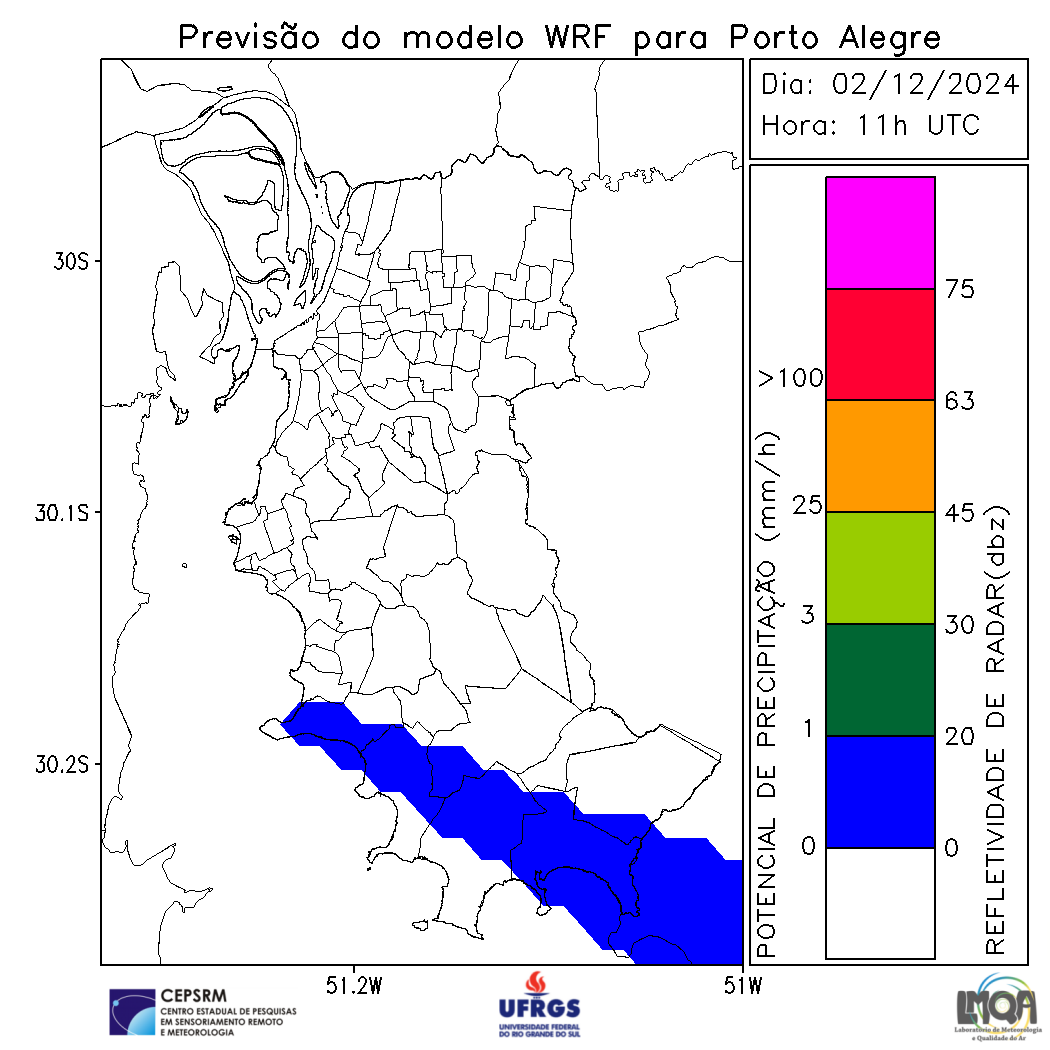 Previsão do modelo WRF para Porto Alegre
Dia: 02/12/2024
Hora: 11h UTC
30S
30.1S
30.2S
51.2W
51W
POTENCIAL DE PRECIPITAÇÃO (mm/h)
>100
25
3
1
0
75
63
45
30
20
0
REFLETIVIDADE DE RADAR(dbz)
CEPSRM
CENTRO ESTADUAL DE PESQUISAS
EM SENSORIAMENTO REMOTO
E METEOROLOGIA
UFRGS
UNIVERSIDADE FEDERAL
DO RIO GRANDE DO SUL
LMQA
Laboratório de Meteorologia
e Qualidade do Ar